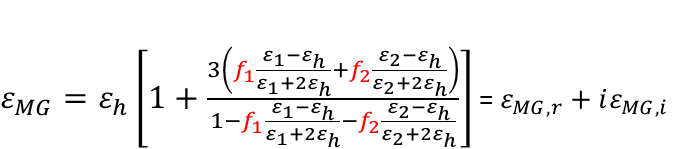 ε_MG = ε_h [1 + 3(f_1 (ε_1−ε_h)/(ε_1+2ε_h) + f_2 (ε_2−ε_h)/(ε_2+2ε_h)) / (1−f_1 (ε_1−ε_h)/(ε_1+2ε_h) − f_2 (ε_2−ε_h)/(ε_2+2ε_h))] = ε_MG,r + iε_MG,i